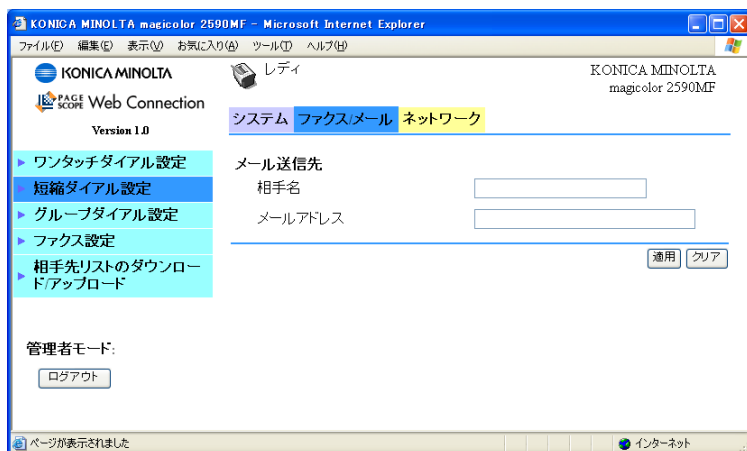 KONICA MINOLTA magicolor 2590MF - Microsoft Internet Explorer
ファイル(F) 編集(E) 表示(V) お気に入り(A) ツール(T) ヘルプ(H)
KONICA MINOLTA
レディ
KONICA MINOLTA
magicolor 2590MF
PAGE SCOPE Web Connection
Version 1.0
システム ファクス/メール ネットワーク
ワンタッチダイアル設定
短縮ダイアル設定
グループダイアル設定
ファクス設定
相手先リストのダウンロー
ド/アップロード
メール送信先
相手名
メールアドレス
適用 クリア
管理者モード:
ログアウト
ページが表示されました
インターネット